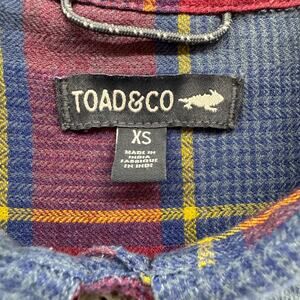 TOAD&CO
XS
MADE IN
INDIA
FABRIQUÉ
EN INDE